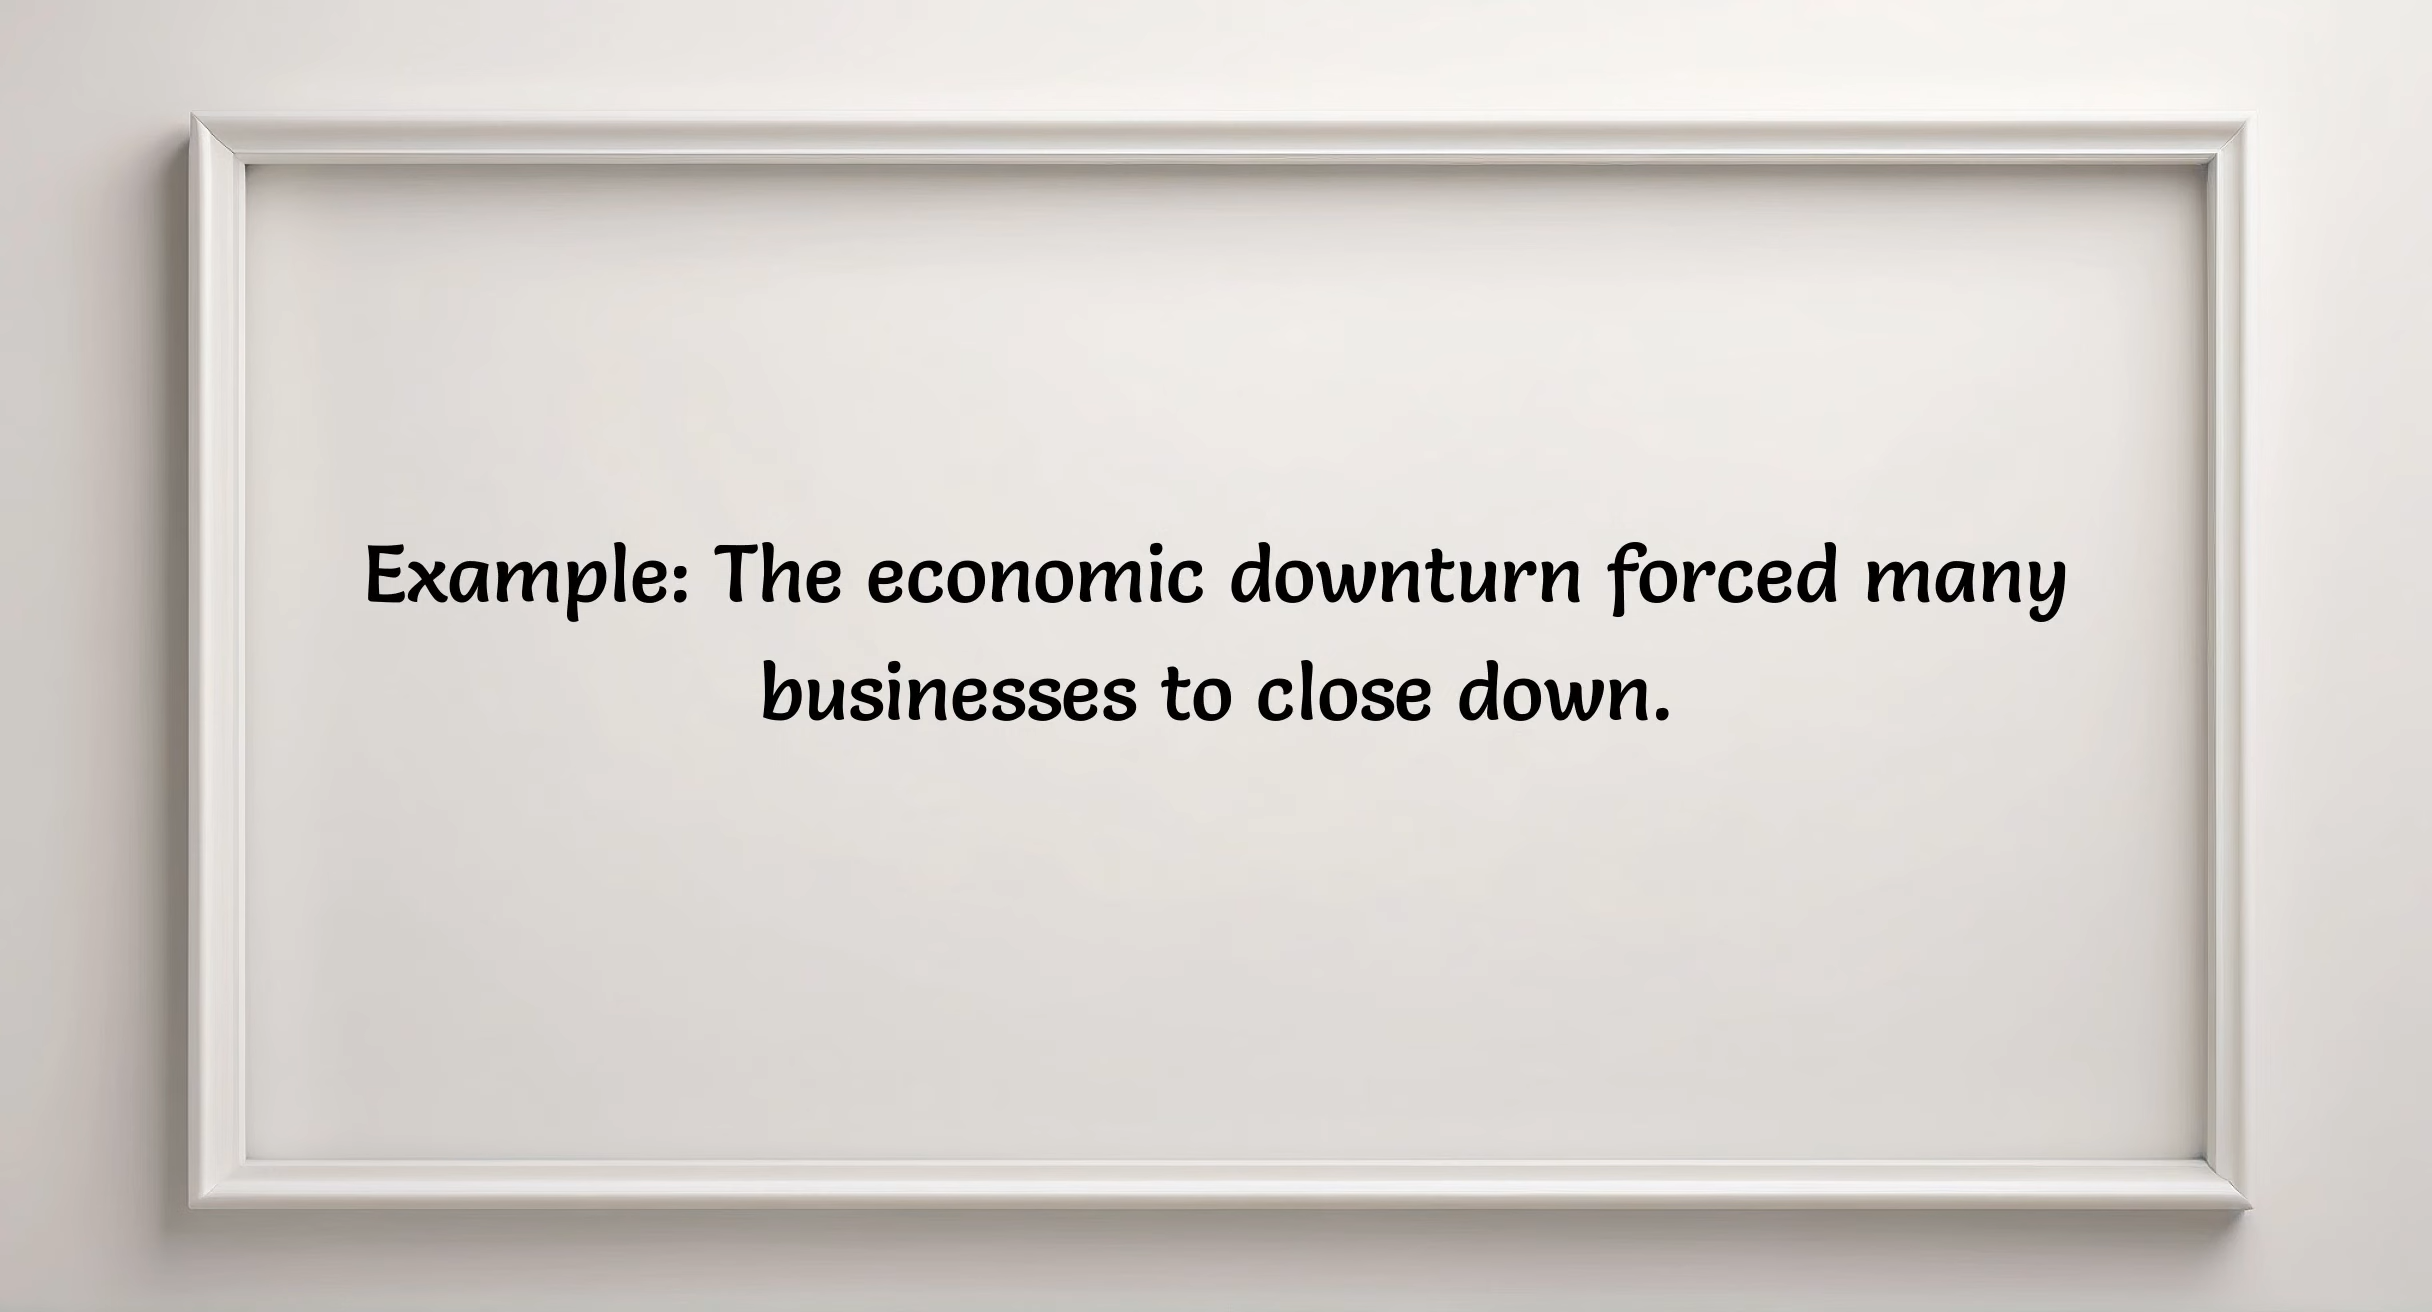 Example: The economic downturn forced many
businesses to close down.